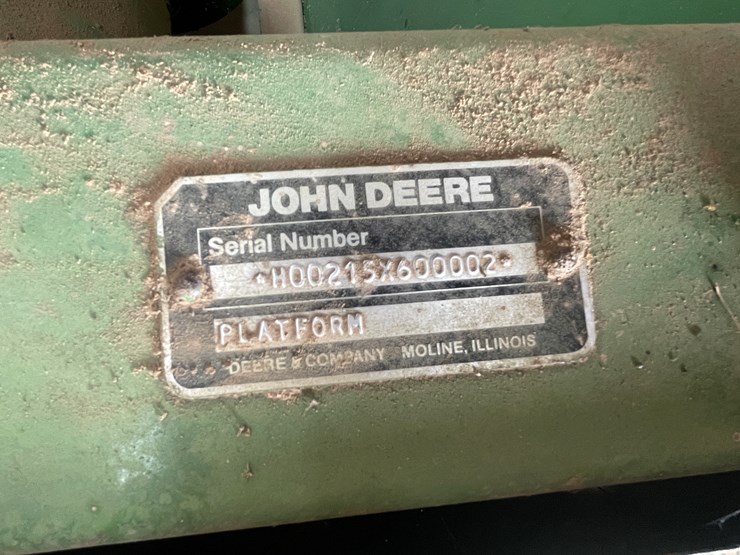 JOHN DEERE
Serial Number
*H00215X600002*
PLATFORM
DEERE & COMPANY MOLINE, ILLINOIS